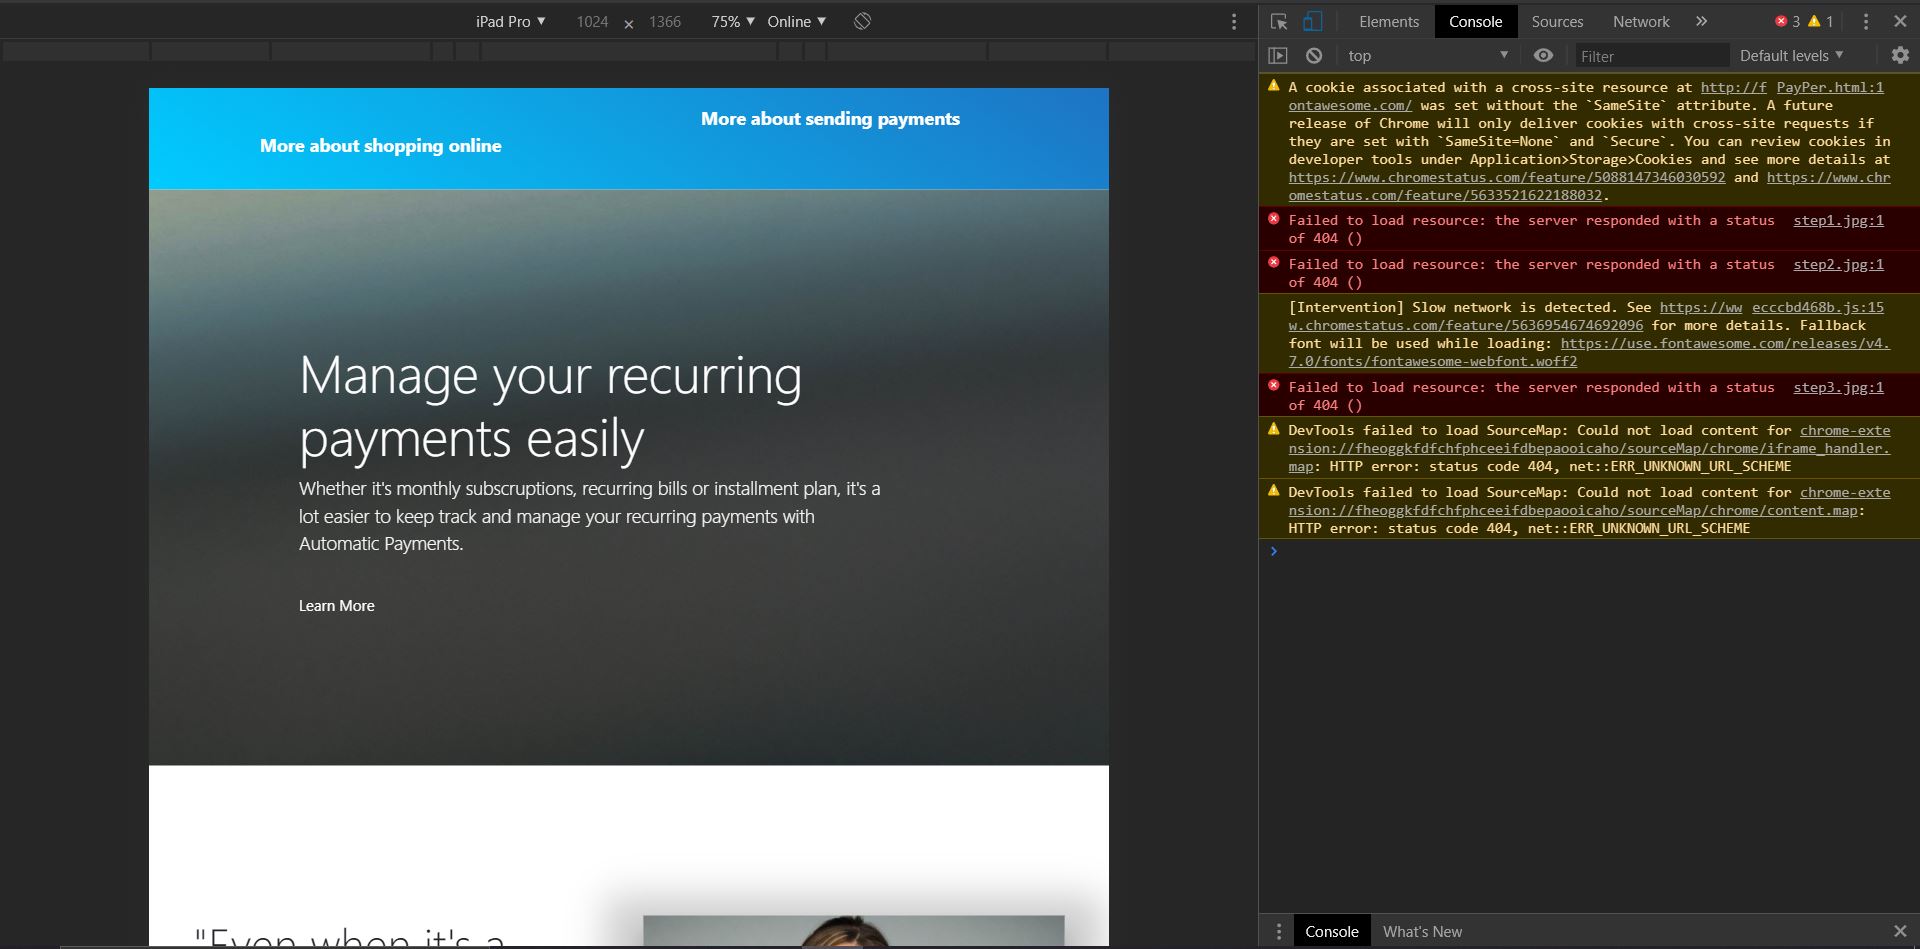 iPad Pro ▼ 1024 × 1366 75% ▼ Online ▼
More about sending payments
More about shopping online
Manage your recurring
payments easily
Whether it's monthly subscruptions, recurring bills or installment plan, it's a
lot easier to keep track and manage your recurring payments with
Automatic Payments.
Learn More
"Even when it's a
Elements Console Sources Network » 3 1
top ▼ Filter Default levels ▼
A cookie associated with a cross-site resource at http://f PayPer.html:1
ontawesome.com/ was set without the `SameSite` attribute. A future
release of Chrome will only deliver cookies with cross-site requests if
they are set with `SameSite=None` and `Secure`. You can review cookies in
developer tools under Application>Storage>Cookies and see more details at
https://www.chromestatus.com/feature/5088147346030592 and https://www.chr
omestatus.com/feature/5633521622188032.
Failed to load resource: the server responded with a status step1.jpg:1
of 404 ()
Failed to load resource: the server responded with a status step2.jpg:1
of 404 ()
[Intervention] Slow network is detected. See https://ww ecccbd468b.js:15
w.chromestatus.com/feature/5636954674692096 for more details. Fallback
font will be used while loading: https://use.fontawesome.com/releases/v4.
7.0/fonts/fontawesome-webfont.woff2
Failed to load resource: the server responded with a status step3.jpg:1
of 404 ()
DevTools failed to load SourceMap: Could not load content for chrome-exte
nsion://fheoggkfdfchfphceeifdbepaooicaho/sourceMap/chrome/iframe_handler.
map: HTTP error: status code 404, net::ERR_UNKNOWN_URL_SCHEME
DevTools failed to load SourceMap: Could not load content for chrome-exte
nsion://fheoggkfdfchfphceeifdbepaooicaho/sourceMap/chrome/content.map:
HTTP error: status code 404, net::ERR_UNKNOWN_URL_SCHEME
Console What's New